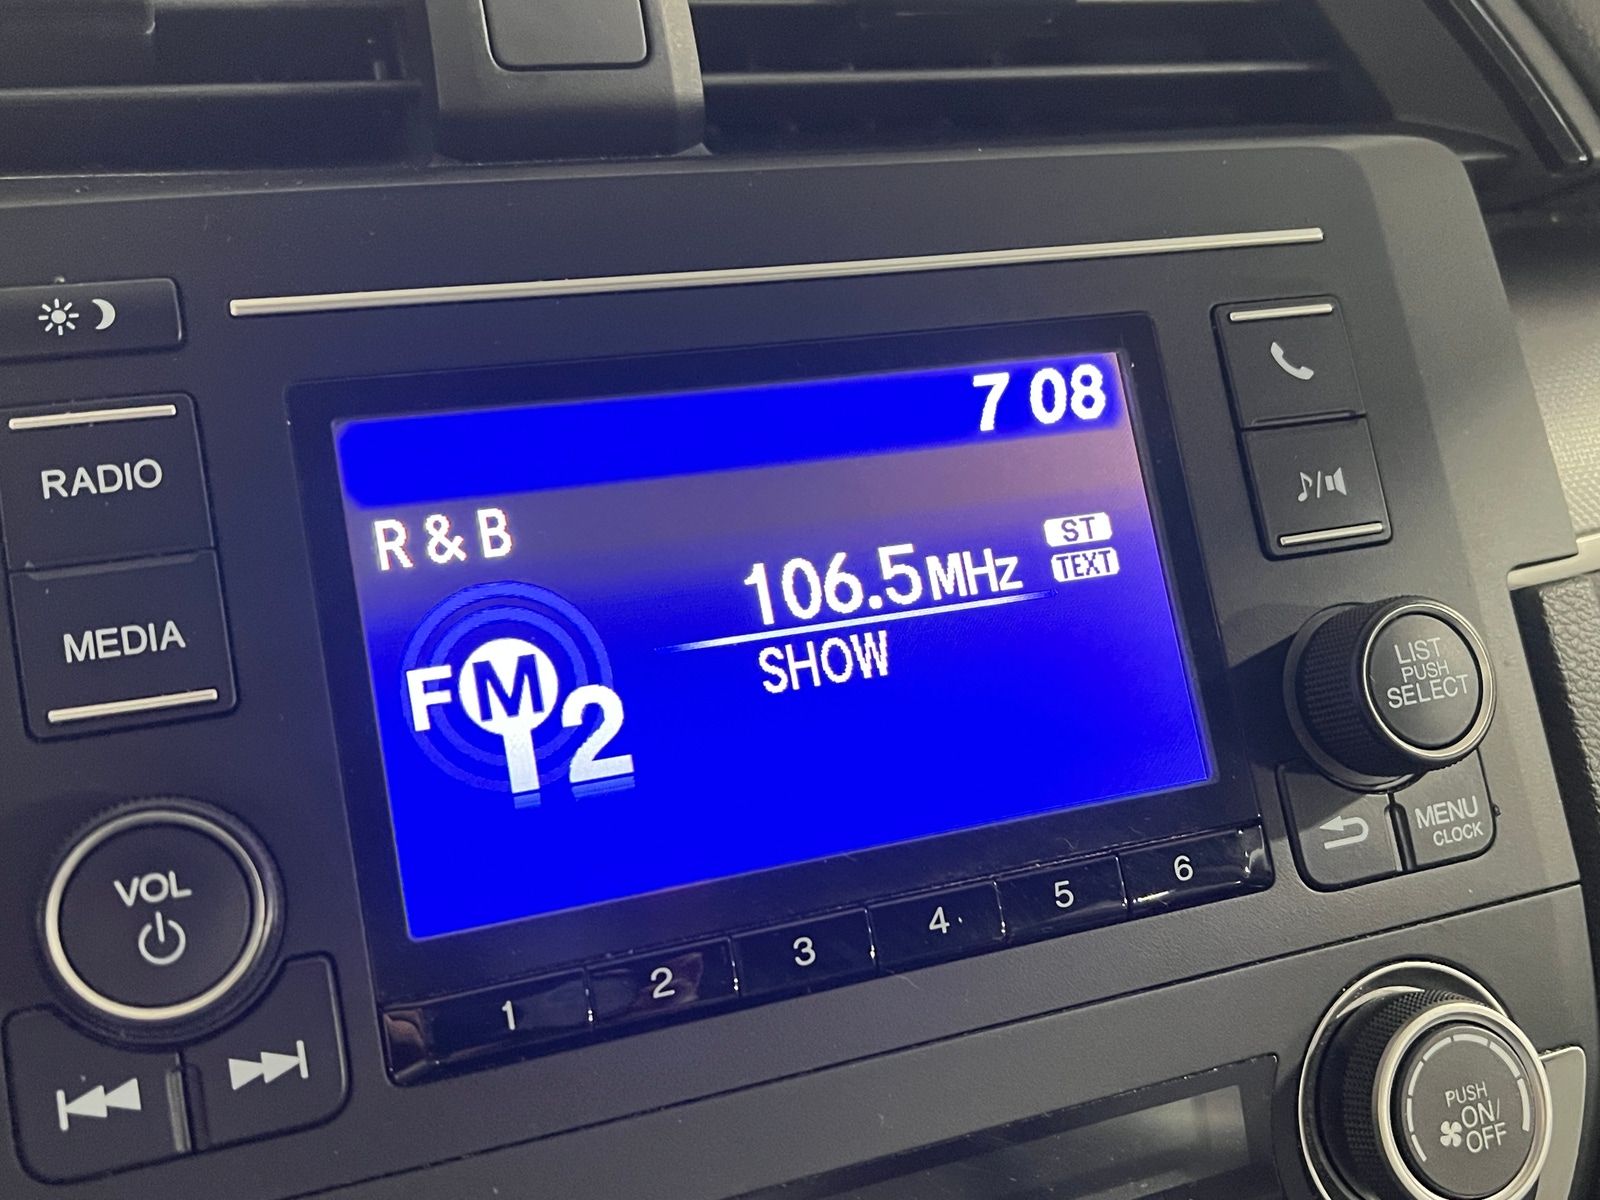 7 08
RADIO
R & B
106.5MHz
ST
TEXT
SHOW
MEDIA
FM2
LIST
PUSH
SELECT
MENU
CLOCK
VOL
1 2 3 4 5 6
PUSH
ON/
OFF